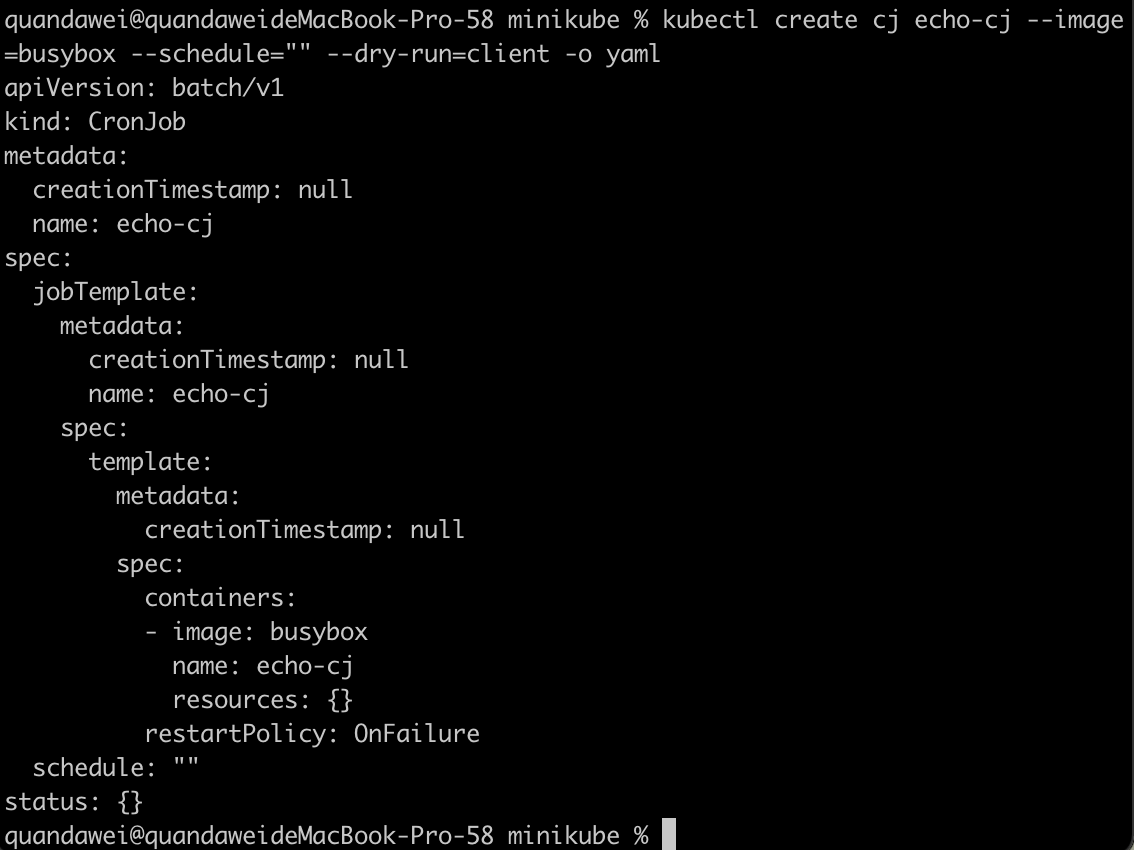 quandawei@quandaweideMacBook-Pro-58 minikube % kubectl create cj echo-cj --image
=busybox --schedule="" --dry-run=client -o yaml
apiVersion: batch/v1
kind: CronJob
metadata:
  creationTimestamp: null
  name: echo-cj
spec:
  jobTemplate:
    metadata:
      creationTimestamp: null
      name: echo-cj
    spec:
      template:
        metadata:
          creationTimestamp: null
        spec:
          containers:
          - image: busybox
            name: echo-cj
            resources: {}
          restartPolicy: OnFailure
  schedule: ""
status: {}
quandawei@quandaweideMacBook-Pro-58 minikube %